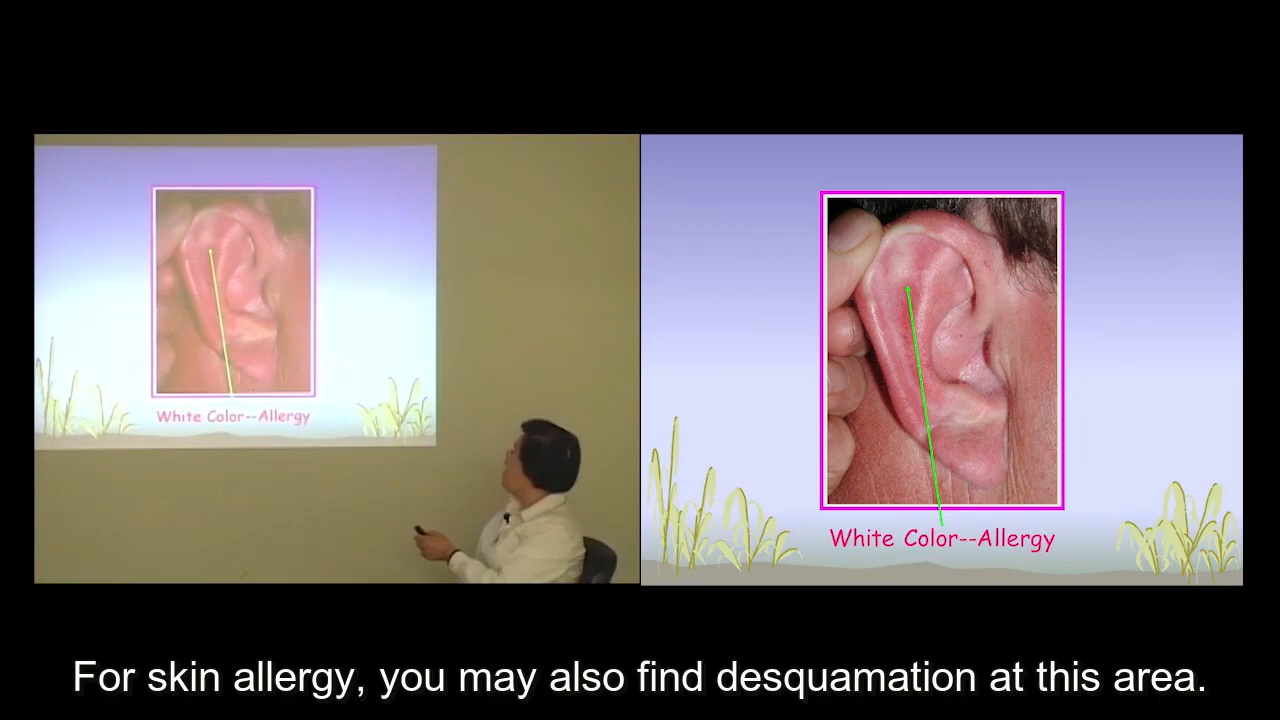 White Color--Allergy
White Color--Allergy
For skin allergy, you may also find desquamation at this area.